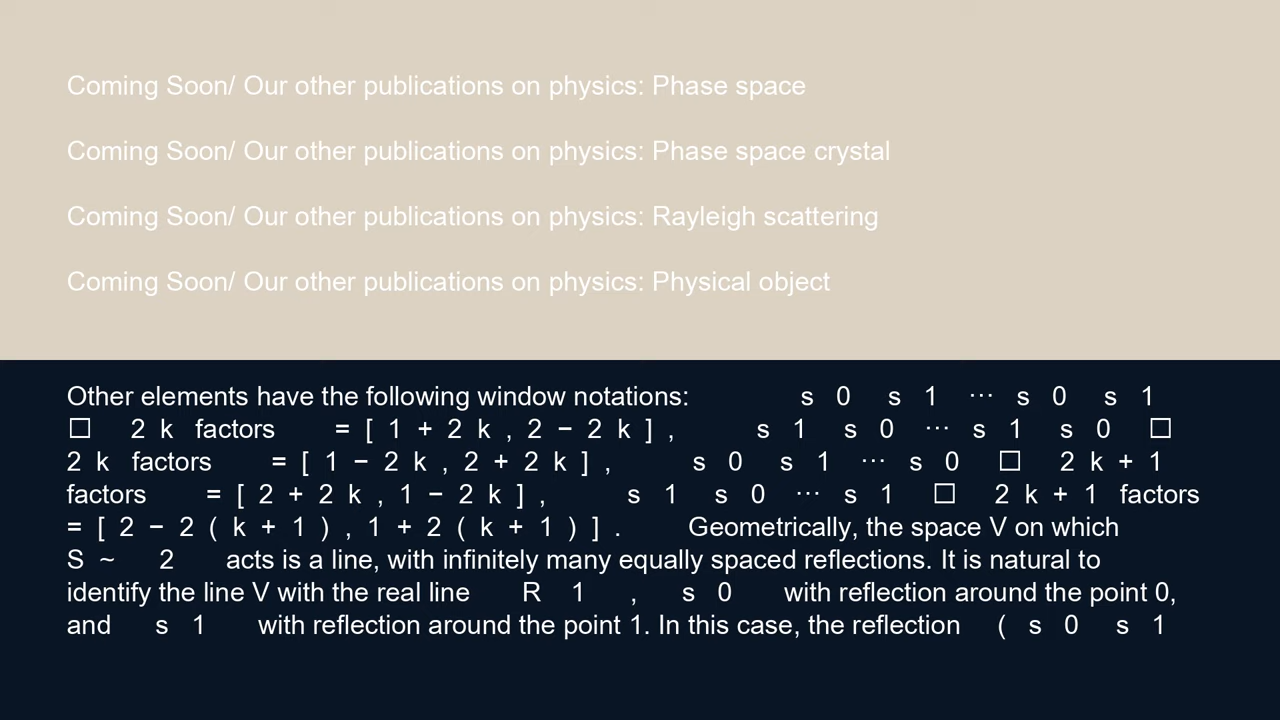 Coming Soon/ Our other publications on physics: Phase space
Coming Soon/ Our other publications on physics: Phase space crystal
Coming Soon/ Our other publications on physics: Rayleigh scattering
Coming Soon/ Our other publications on physics: Physical object
Other elements have the following window notations: s 0 s 1 ⋯ s 0 s 1
□ 2 k factors = [ 1 + 2 k , 2 − 2 k ] , s 1 s 0 ⋯ s 1 s 0 □
2 k factors = [ 1 − 2 k , 2 + 2 k ] , s 0 s 1 ⋯ s 0 □ 2 k + 1
factors = [ 2 + 2 k , 1 − 2 k ] , s 1 s 0 ⋯ s 1 □ 2 k + 1 factors
= [ 2 − 2 ( k + 1 ) , 1 + 2 ( k + 1 ) ] . Geometrically, the space V on which
S ~ 2 acts is a line, with infinitely many equally spaced reflections. It is natural to
identify the line V with the real line R 1 , s 0 with reflection around the point 0,
and s 1 with reflection around the point 1. In this case, the reflection ( s 0 s 1